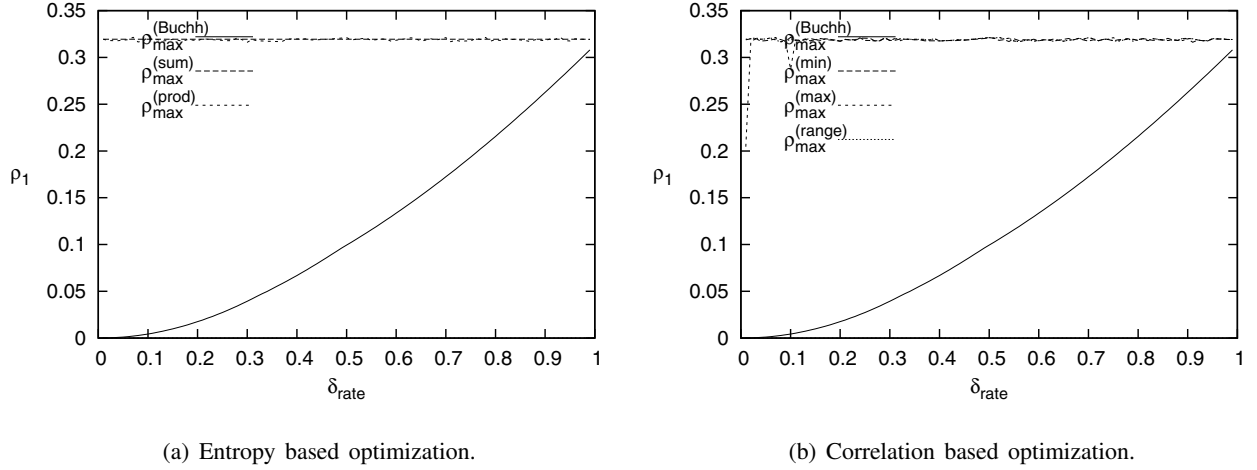 0.35
0.3
0.25
0.2
0.15
0.1
0.05
0
ρ1
ρmax(Buchh)
ρmax(sum)
ρmax(prod)
0 0.1 0.2 0.3 0.4 0.5 0.6 0.7 0.8 0.9 1
δrate
(a) Entropy based optimization.
0.35
0.3
0.25
0.2
0.15
0.1
0.05
0
ρ1
ρmax(Buchh)
ρmax(min)
ρmax(max)
ρmax(range)
0 0.1 0.2 0.3 0.4 0.5 0.6 0.7 0.8 0.9 1
δrate
(b) Correlation based optimization.